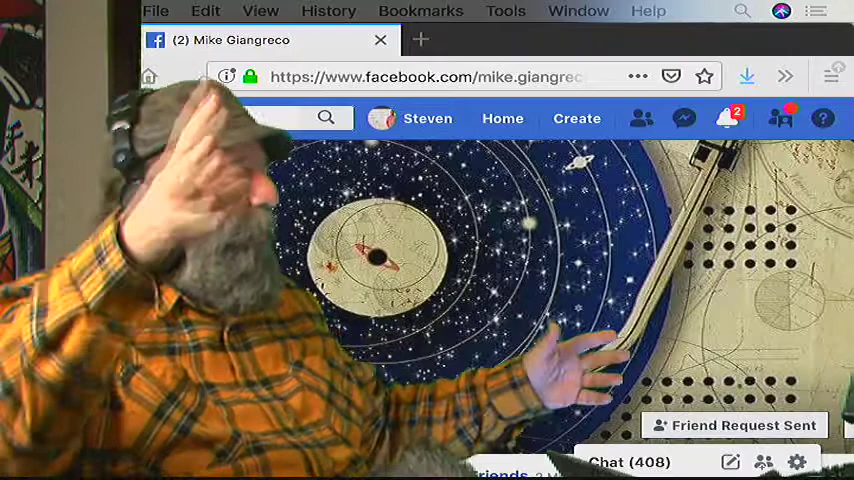 File Edit View History Bookmarks Tools Window Help
(2) Mike Giangreco
https://www.facebook.com/mike.giangrec
Steven Home Create 2
Friend Request Sent
Chat (408)